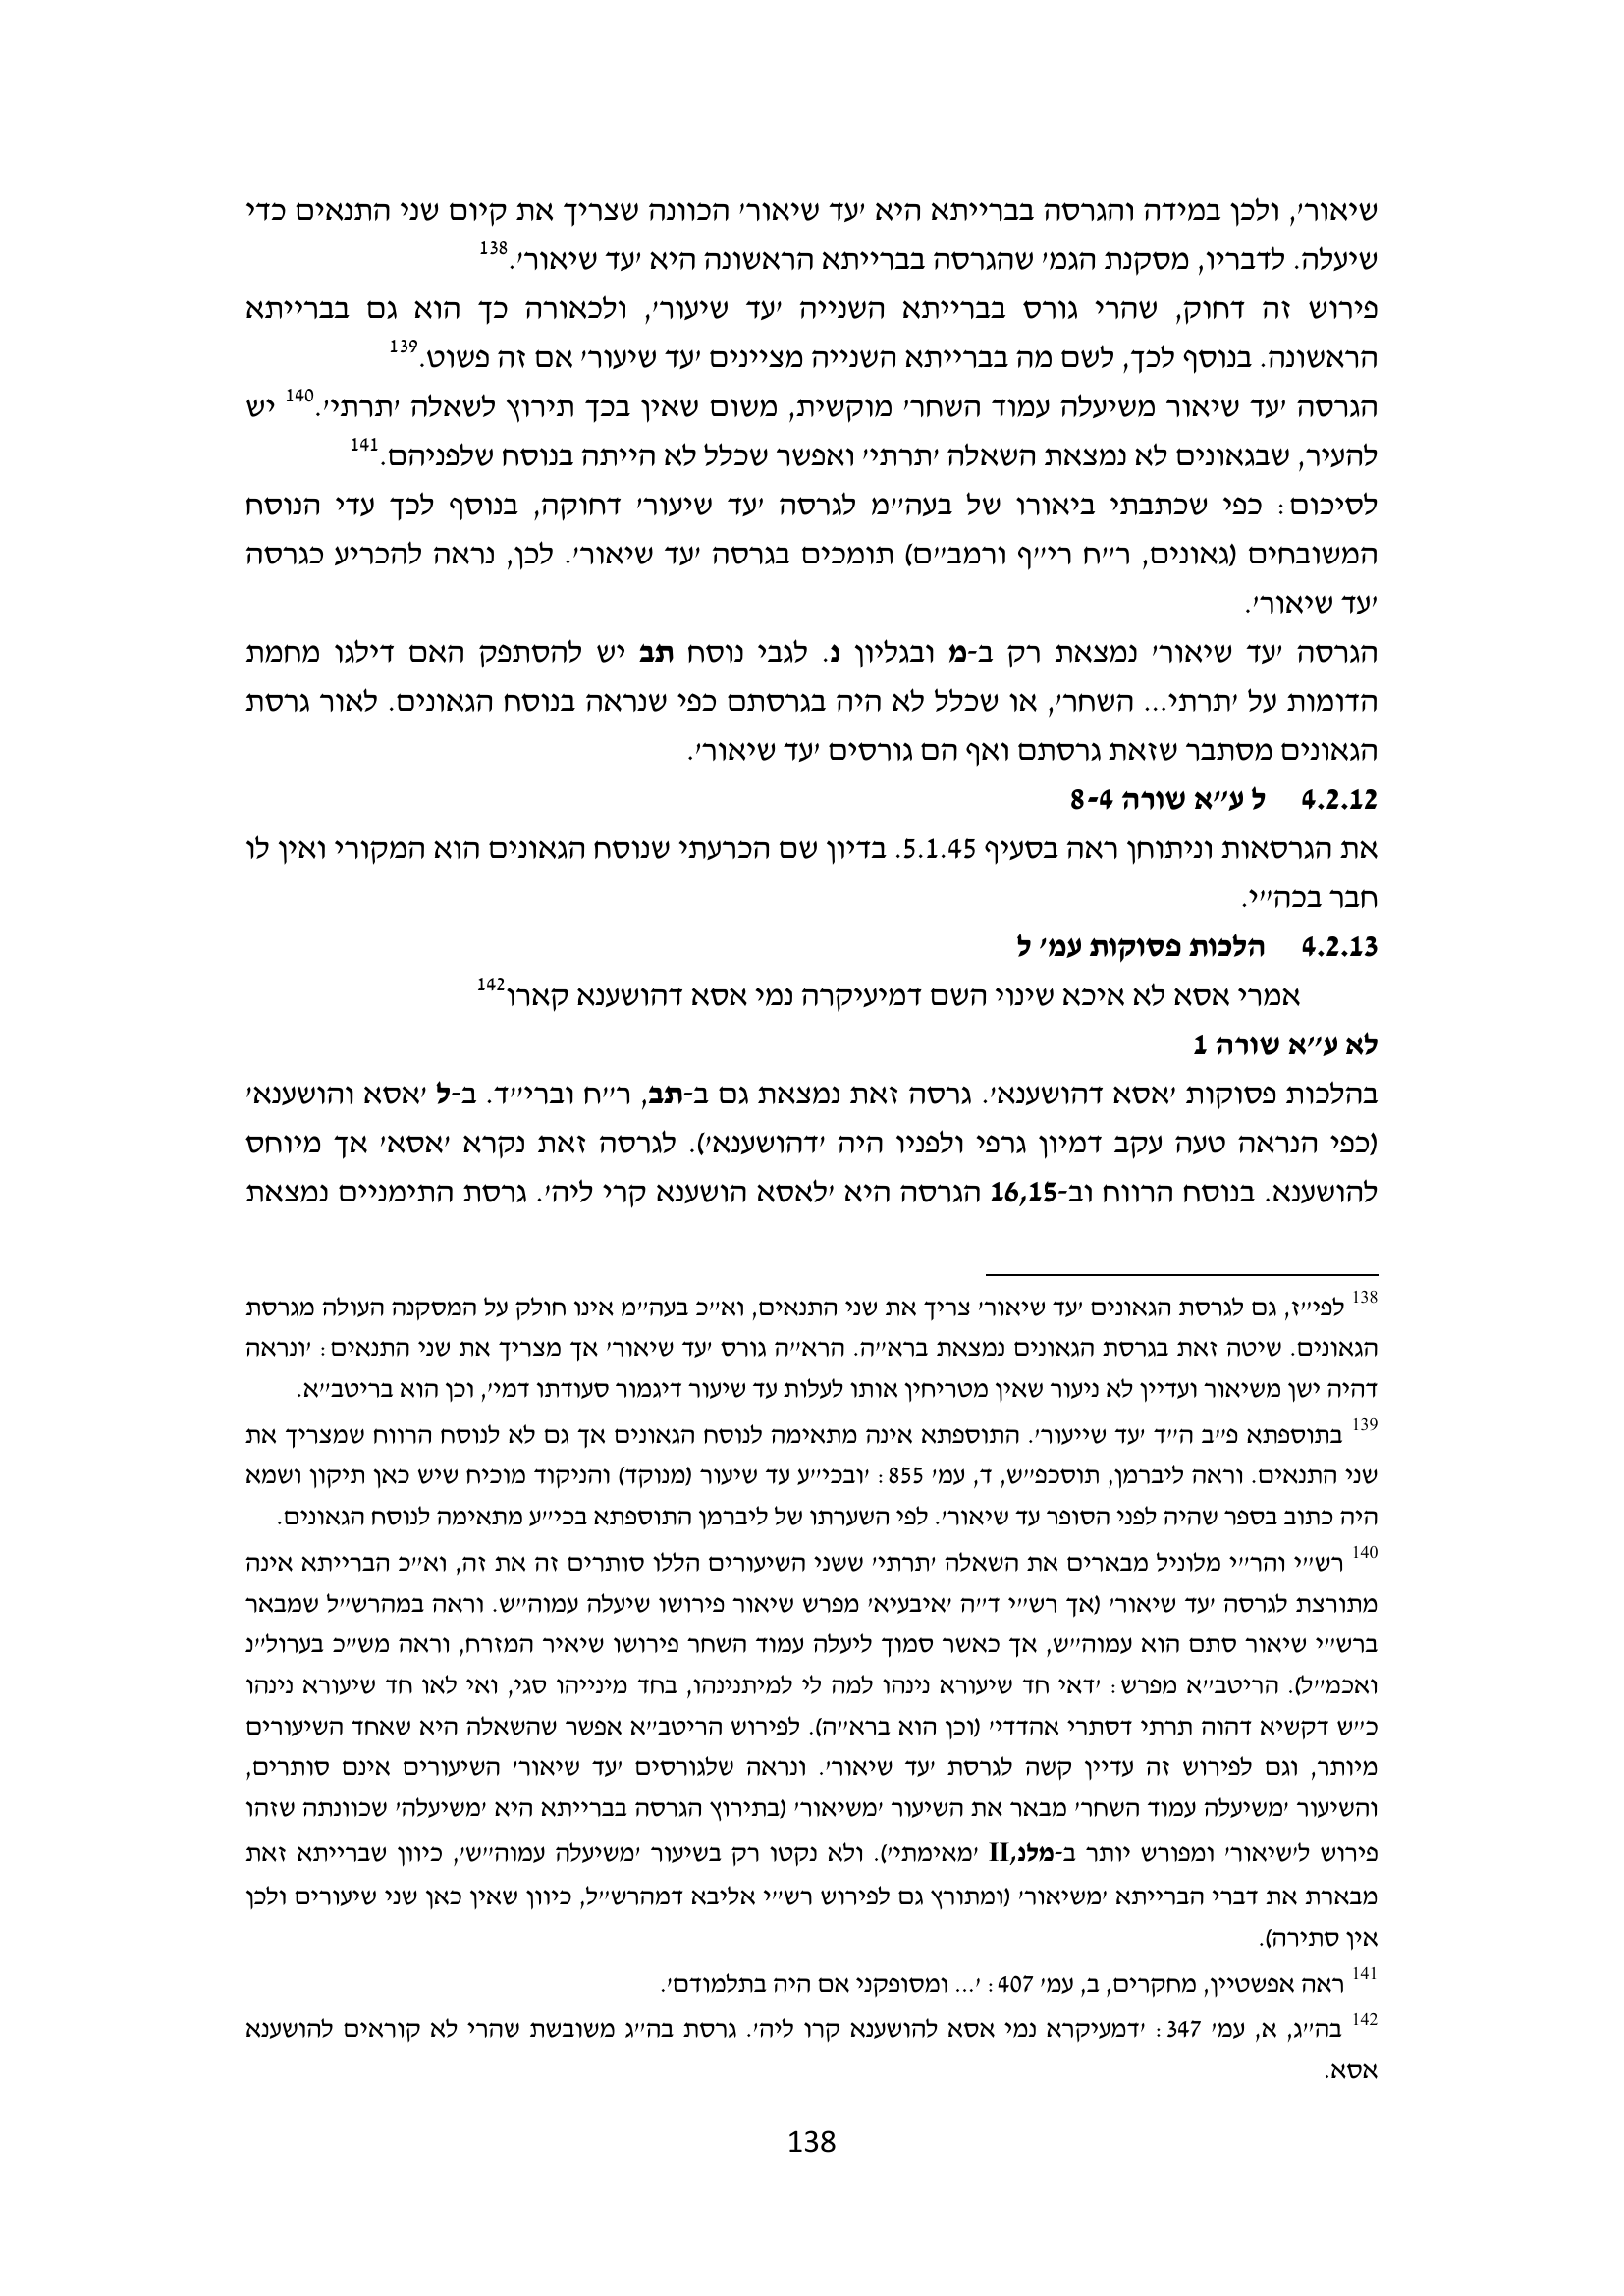 שיאור', ולכן במידה והגרסה בברייתא היא 'עד שיאור' הכוונה שצריך את קיום שני התנאים כדי
שיעלה. לדבריו, מסקנת הגמ' שהגרסה בברייתא הראשונה היא 'עד שיאור'.138
פירוש זה דחוק, שהרי גורס בברייתא השנייה 'עד שיעור', ולכאורה כך הוא גם בברייתא
הראשונה. בנוסף לכך, לשם מה בברייתא השנייה מציינים 'עד שיעור' אם זה פשוט.139
הגרסה 'עד שיאור משיעלה עמוד השחר' מוקשית, משום שאין בכך תירוץ לשאלה 'תרתי'.140 יש
להעיר, שבגאונים לא נמצאת השאלה 'תרתי' ואפשר שכלל לא הייתה בנוסח שלפניהם.141
לסיכום: כפי שכתבתי ביאורו של בעה"מ לגרסה 'עד שיעור' דחוקה, בנוסף לכך עדי הנוסח
המשובחים (גאונים, ר"ח רי"ף ורמב"ם) תומכים בגרסה 'עד שיאור'. לכן, נראה להכריע כגרסה
'עד שיאור'.
הגרסה 'עד שיאור' נמצאת רק ב-מ ובגליון נ. לגבי נוסח תב יש להסתפק האם דילגו מחמת
הדומות על 'תרתי... השחר', או שכלל לא היה בגרסתם כפי שנראה בנוסח הגאונים. לאור גרסת
הגאונים מסתבר שזאת גרסתם ואף הם גורסים 'עד שיאור'.
4.2.12 ל ע"א שורה 8-4
את הגרסאות וניתוחן ראה בסעיף 5.1.45. בדיון שם הכרעתי שנוסח הגאונים הוא המקורי ואין לו
חבר בכה"י.
4.2.13 הלכות פסוקות עמ' ל
אמרי אסא לא איכא שינוי השם דמיעיקרה נמי אסא דהושענא קארו142
לא ע"א שורה 1
בהלכות פסוקות 'אסא דהושענא'. גרסה זאת נמצאת גם ב-תב, ר"ח וברי"ד. ב-ל 'אסא והושענא'
(כפי הנראה טעה עקב דמיון גרפי ולפניו היה 'דהושענא'). לגרסה זאת נקרא 'אסא' אך מיוחס
להושענא. בנוסח הרווח וב-16,15 הגרסה היא 'לאסא הושענא קרי ליה'. גרסת התימניים נמצאת
138 לפי"ז, גם לגרסת הגאונים 'עד שיאור' צריך את שני התנאים, וא"כ בעה"מ אינו חולק על המסקנה העולה מגרסת
הגאונים. שיטה זאת בגרסת הגאונים נמצאת ברא"ה. הרא"ה גורס 'עד שיאור' אך מצריך את שני התנאים: 'ונראה
דהיה ישן משיאור ועדיין לא ניעור שאין מטריחין אותו לעלות עד שיעור דיגמור סעודתו דמי', וכן הוא בריטב"א.
139 בתוספתא פ"ב ה"ד 'עד שייעור'. התוספתא אינה מתאימה לנוסח הגאונים אך גם לא לנוסח הרווח שמצריך את
שני התנאים. וראה ליברמן, תוסכפ"ש, ד, עמ' 855: 'ובכי"ע עד שיעור (מנוקד) והניקוד מוכיח שיש כאן תיקון ושמא
היה כתוב בספר שהיה לפני הסופר עד שיאור'. לפי השערתו של ליברמן התוספתא בכי"ע מתאימה לנוסח הגאונים.
140 רש"י והר"י מלוניל מבארים את השאלה 'תרתי' ששני השיעורים הללו סותרים זה את זה, וא"כ הברייתא אינה
מתורצת לגרסה 'עד שיאור' (אך רש"י ד"ה 'איבעיא' מפרש שיאור פירושו שיעלה עמוה"ש. וראה במהרש"ל שמבאר
ברש"י שיאור סתם הוא עמוה"ש, אך כאשר סמוך ליעלה עמוד השחר פירושו שיאיר המזרח, וראה מש"כ בערול"נ
ואכמ"ל). הריטב"א מפרש: 'דאי חד שיעורא נינהו למה לי למיתנינהו, בחד מינייהו סגי, ואי לאו חד שיעורא נינהו
כ"ש דקשיא דהוה תרתי דסתרי אהדדי' (וכן הוא ברא"ה). לפירוש הריטב"א אפשר שהשאלה היא שאחד השיעורים
מיותר, וגם לפירוש זה עדיין קשה לגרסת 'עד שיאור'. ונראה שלגורסים 'עד שיאור' השיעורים אינם סותרים,
והשיעור 'משיעלה עמוד השחר' מבאר את השיעור 'משיאור' (בתירוץ הגרסה בברייתא היא 'משיעלה' שכוונתה שזהו
פירוש ל'שיאור' ומפורש יותר ב-מלנ,II 'מאימתי'). ולא נקטו רק בשיעור 'משיעלה עמוה"ש', כיוון שברייתא זאת
מבארת את דברי הברייתא 'משיאור' (ומתורץ גם לפירוש רש"י אליבא דמהרש"ל, כיוון שאין כאן שני שיעורים ולכן
אין סתירה).
141 ראה אפשטיין, מחקרים, ב, עמ' 407: '... ומסופקני אם היה בתלמודם'.
142 בה"ג, א, עמ' 347: 'דמעיקרא נמי אסא להושענא קרו ליה'. גרסת בה"ג משובשת שהרי לא קוראים להושענא
אסא.
138